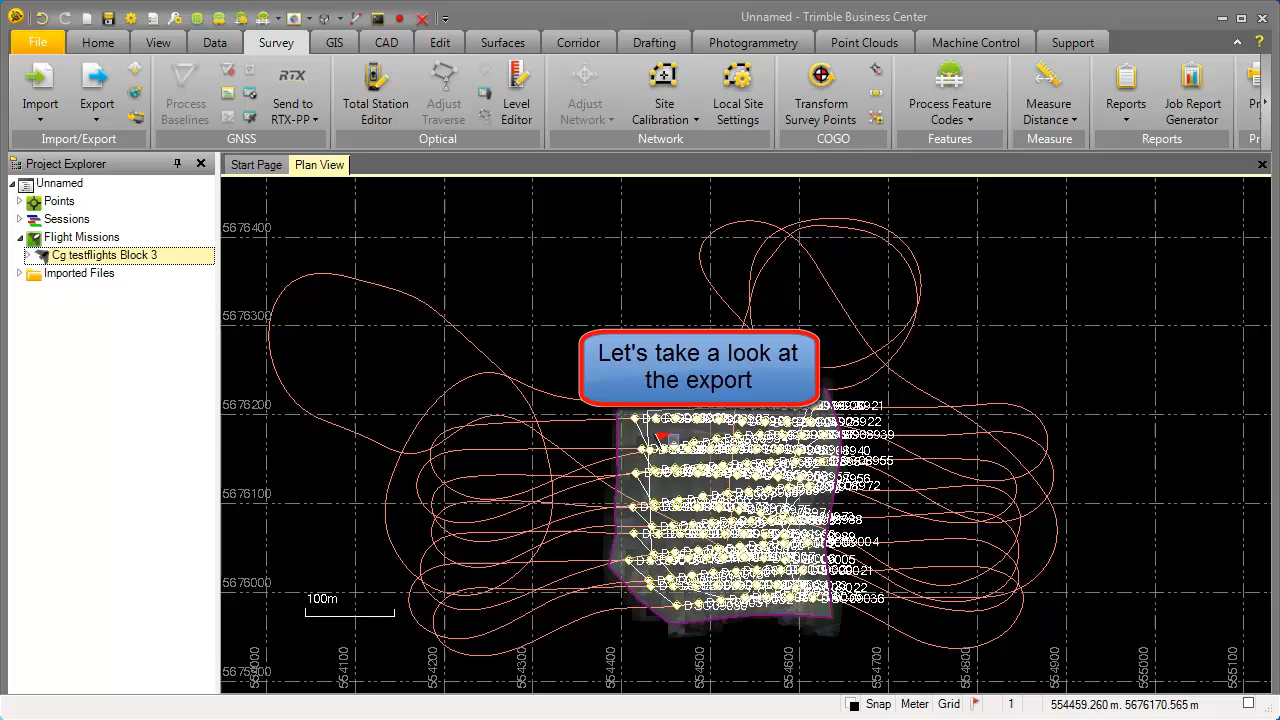 Unnamed - Trimble Business Center
File Home View Data Survey GIS CAD Edit Surfaces Corridor Drafting Photogrammetry Point Clouds Machine Control Support
Import Export Process Baselines RTX Send to RTX-PP Total Station Editor Adjust Traverse Level Editor Adjust Network Site Calibration Local Site Settings Transform Survey Points Process Feature Codes Measure Distance Reports Job Report Generator
Import/Export GNSS Optical Network COGO Features Measure Reports
Project Explorer
Start Page Plan View
Unnamed
Points
Sessions
Flight Missions
Cg testflights Block 3
Imported Files
5676400
5676300
Let's take a look at
the export
5676200
5676100
5676000
100m
554100
554200
554300
554400
554500
554600
554700
554800
554900
555000
555100
Snap Meter Grid 1 554459.260 m. 5676170.565 m